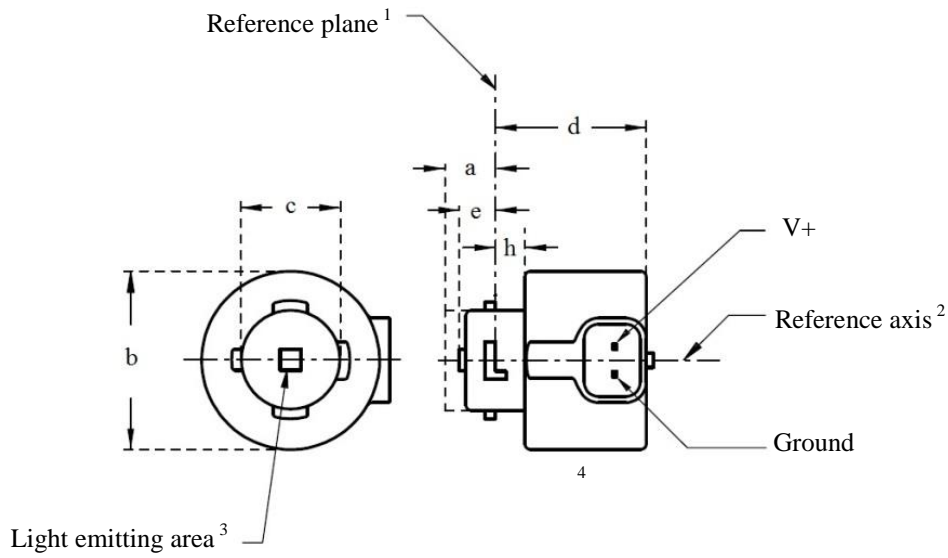 Reference plane 1
d
a
c
e
V+
h
Reference axis 2
b
Ground
4
Light emitting area 3